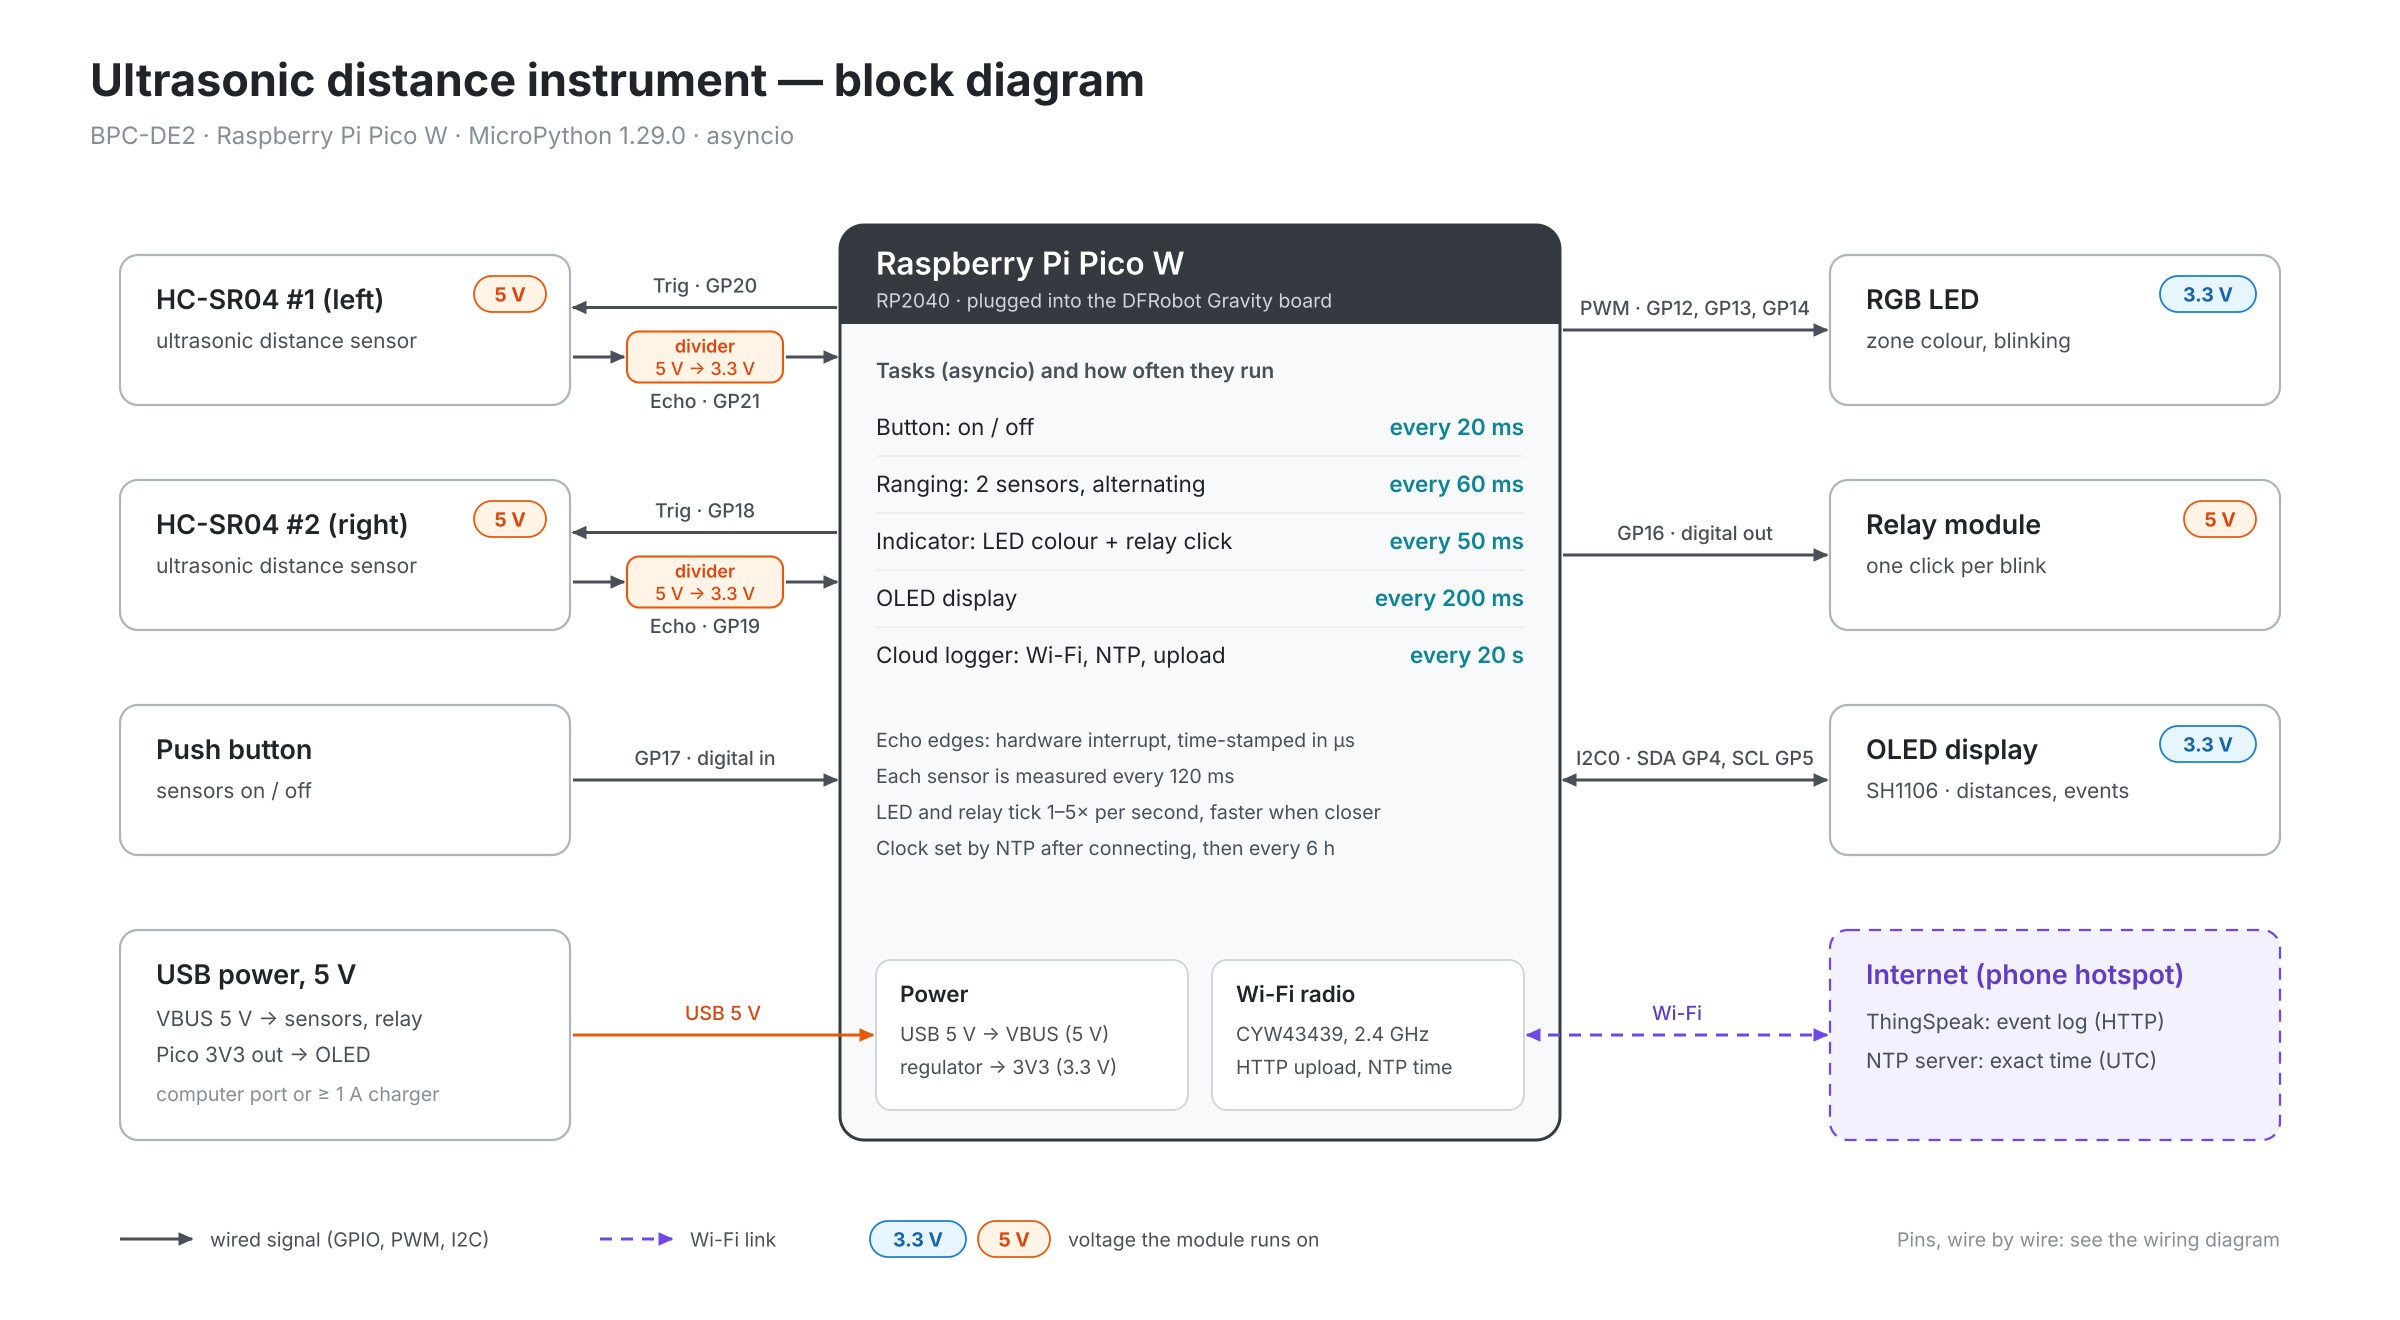 Ultrasonic distance instrument — block diagram
BPC-DE2 · Raspberry Pi Pico W · MicroPython 1.29.0 · asyncio
HC-SR04 #1 (left)
5 V
ultrasonic distance sensor
Trig · GP20
divider
5 V → 3.3 V
Echo · GP21
HC-SR04 #2 (right)
5 V
ultrasonic distance sensor
Trig · GP18
divider
5 V → 3.3 V
Echo · GP19
Push button
sensors on / off
GP17 · digital in
USB power, 5 V
VBUS 5 V → sensors, relay
Pico 3V3 out → OLED
computer port or ≥ 1 A charger
USB 5 V
Raspberry Pi Pico W
RP2040 · plugged into the DFRobot Gravity board
Tasks (asyncio) and how often they run
Button: on / off every 20 ms
Ranging: 2 sensors, alternating every 60 ms
Indicator: LED colour + relay click every 50 ms
OLED display every 200 ms
Cloud logger: Wi-Fi, NTP, upload every 20 s
Echo edges: hardware interrupt, time-stamped in µs
Each sensor is measured every 120 ms
LED and relay tick 1–5× per second, faster when closer
Clock set by NTP after connecting, then every 6 h
Power
USB 5 V → VBUS (5 V)
regulator → 3V3 (3.3 V)
Wi-Fi radio
CYW43439, 2.4 GHz
HTTP upload, NTP time
PWM · GP12, GP13, GP14
RGB LED
3.3 V
zone colour, blinking
GP16 · digital out
Relay module
5 V
one click per blink
I2C0 · SDA GP4, SCL GP5
OLED display
3.3 V
SH1106 · distances, events
Wi-Fi
Internet (phone hotspot)
ThingSpeak: event log (HTTP)
NTP server: exact time (UTC)
wired signal (GPIO, PWM, I2C)
Wi-Fi link
3.3 V
5 V
voltage the module runs on
Pins, wire by wire: see the wiring diagram